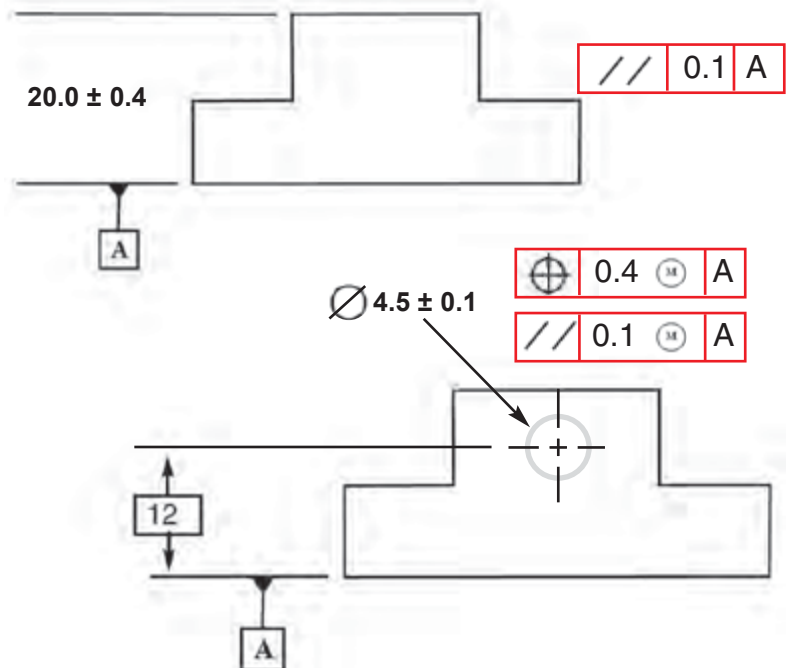 // 0.1 A
20.0 ± 0.4
A
⌖ 0.4 Ⓜ A
⌀ 4.5 ± 0.1
// 0.1 Ⓜ A
12
A